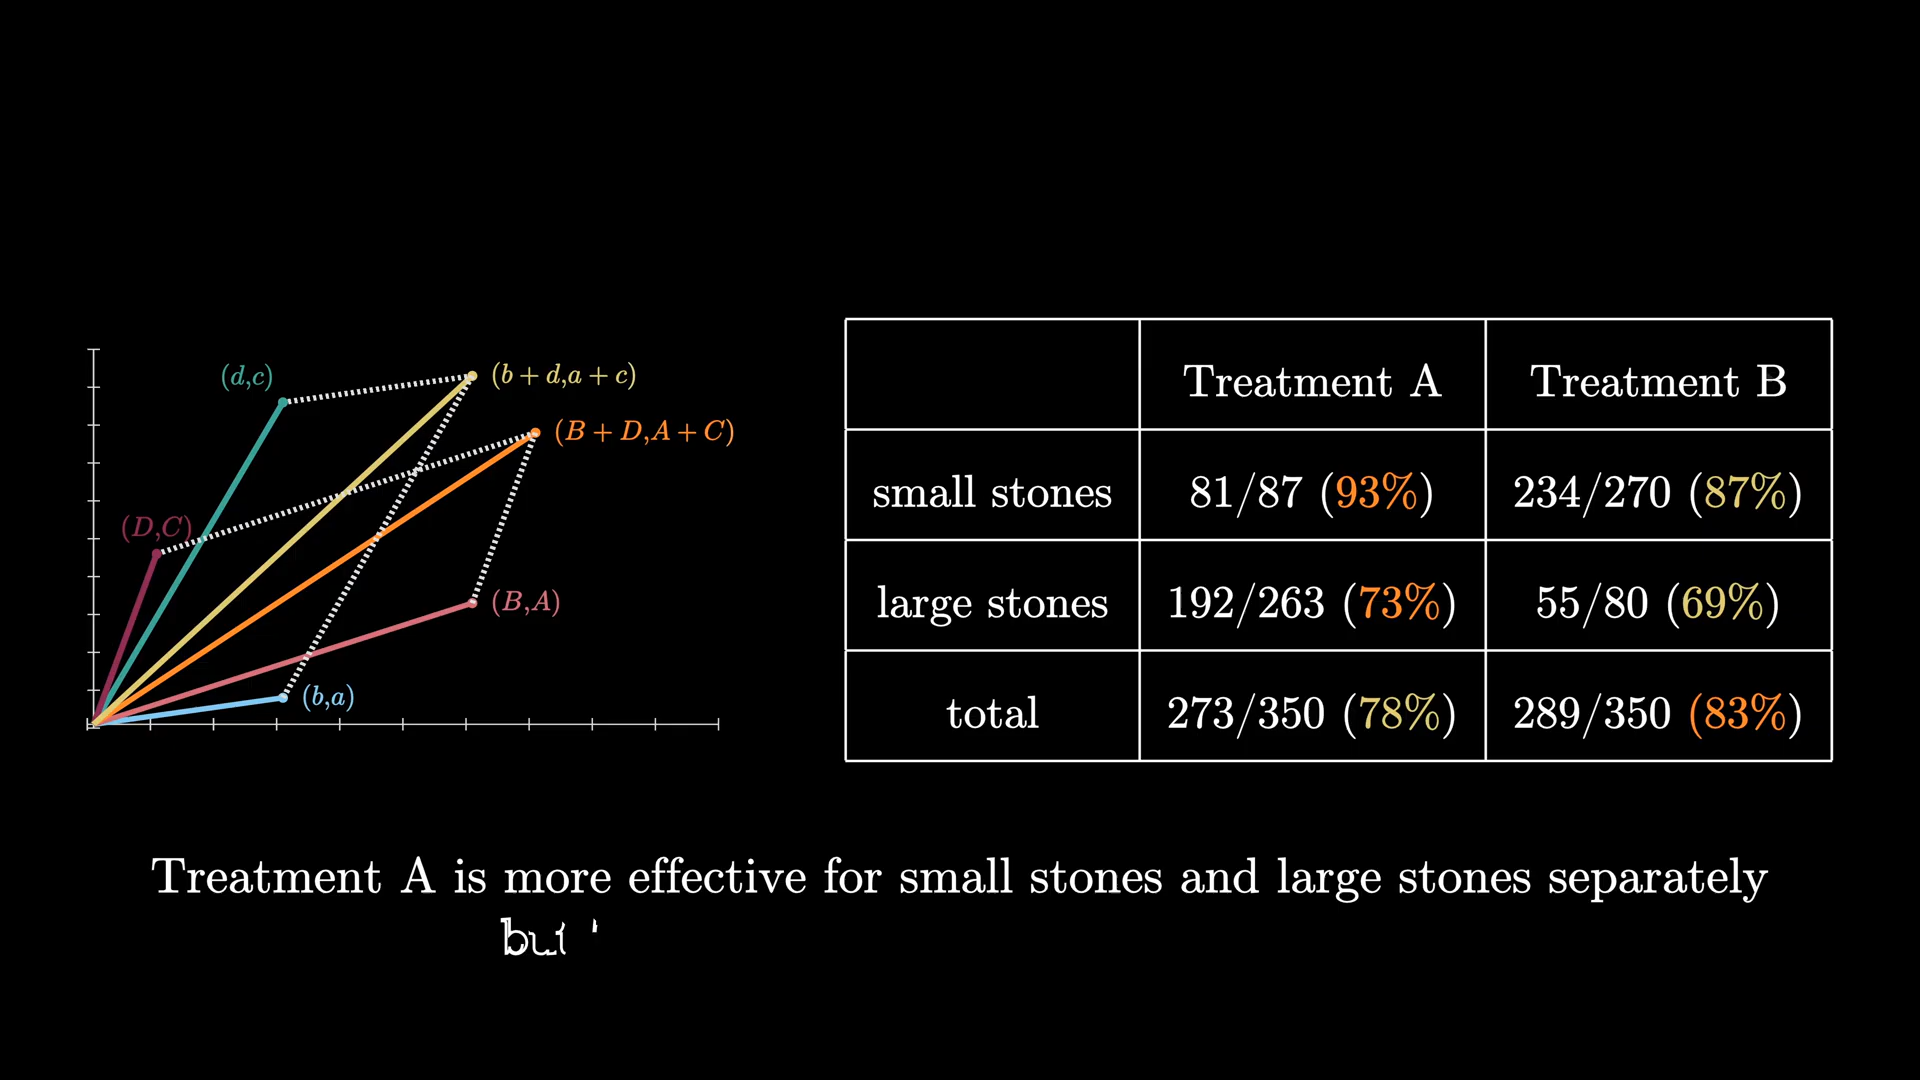 (d,c)
(b + d,a + c)
(B + D,A + C)
(D,C)
(B,A)
(b,a)
Treatment A Treatment B
small stones 81/87 (93%) 234/270 (87%)
large stones 192/263 (73%) 55/80 (69%)
total 273/350 (78%) 289/350 (83%)
Treatment A is more effective for small stones and large stones separately